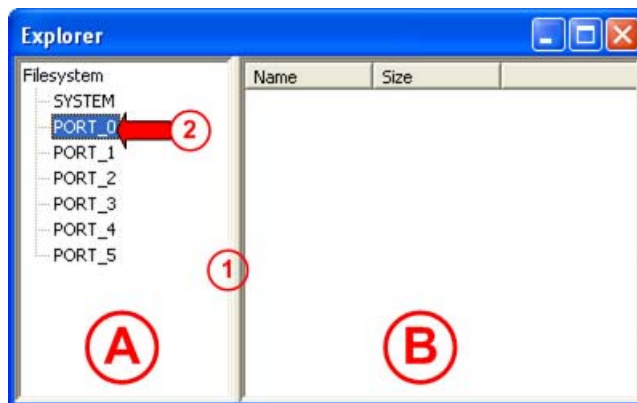 Explorer
Filesystem
Name Size
SYSTEM
PORT_0
2
PORT_1
PORT_2
PORT_3
PORT_4
PORT_5
1
A
B